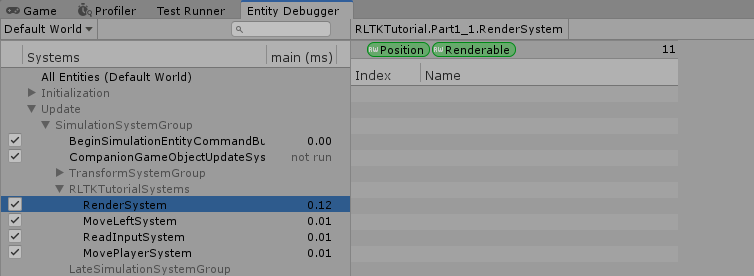 Game Profiler Test Runner Entity Debugger
Default World RLTKTutorial.Part1_1.RenderSystem
Systems main (ms) RW Position RW Renderable 11
All Entities (Default World) Index Name
Initialization
Update
SimulationSystemGroup
BeginSimulationEntityCommandBu 0.00
CompanionGameObjectUpdateSys not run
TransformSystemGroup
RLTKTutorialSystems
RenderSystem 0.12
MoveLeftSystem 0.01
ReadInputSystem 0.01
MovePlayerSystem 0.01
LateSimulationSystemGroup